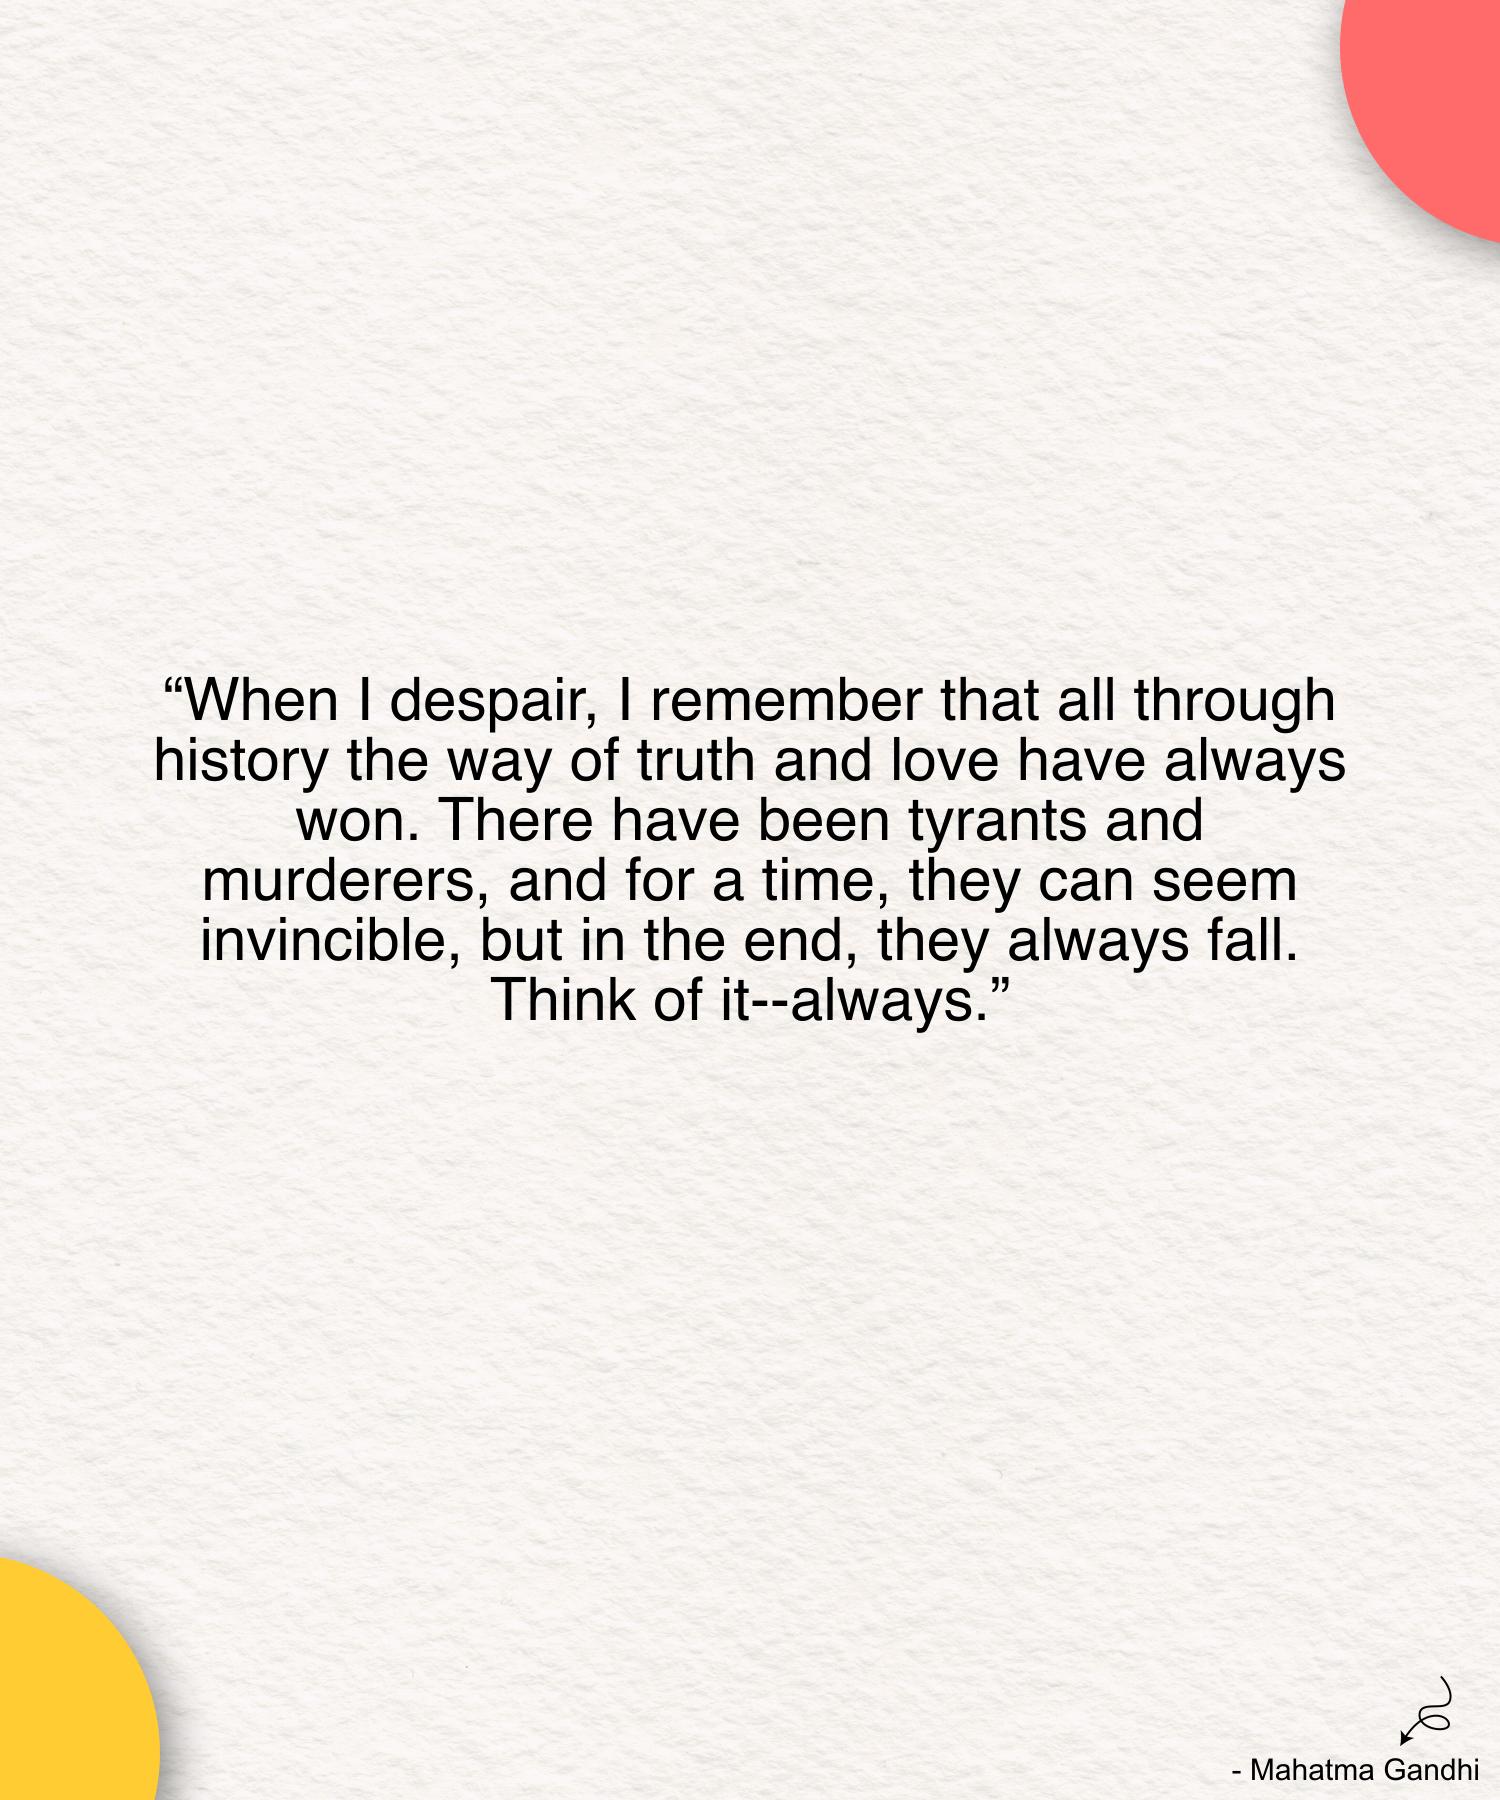 “When I despair, I remember that all through
history the way of truth and love have always
won. There have been tyrants and
murderers, and for a time, they can seem
invincible, but in the end, they always fall.
Think of it--always.”
- Mahatma Gandhi